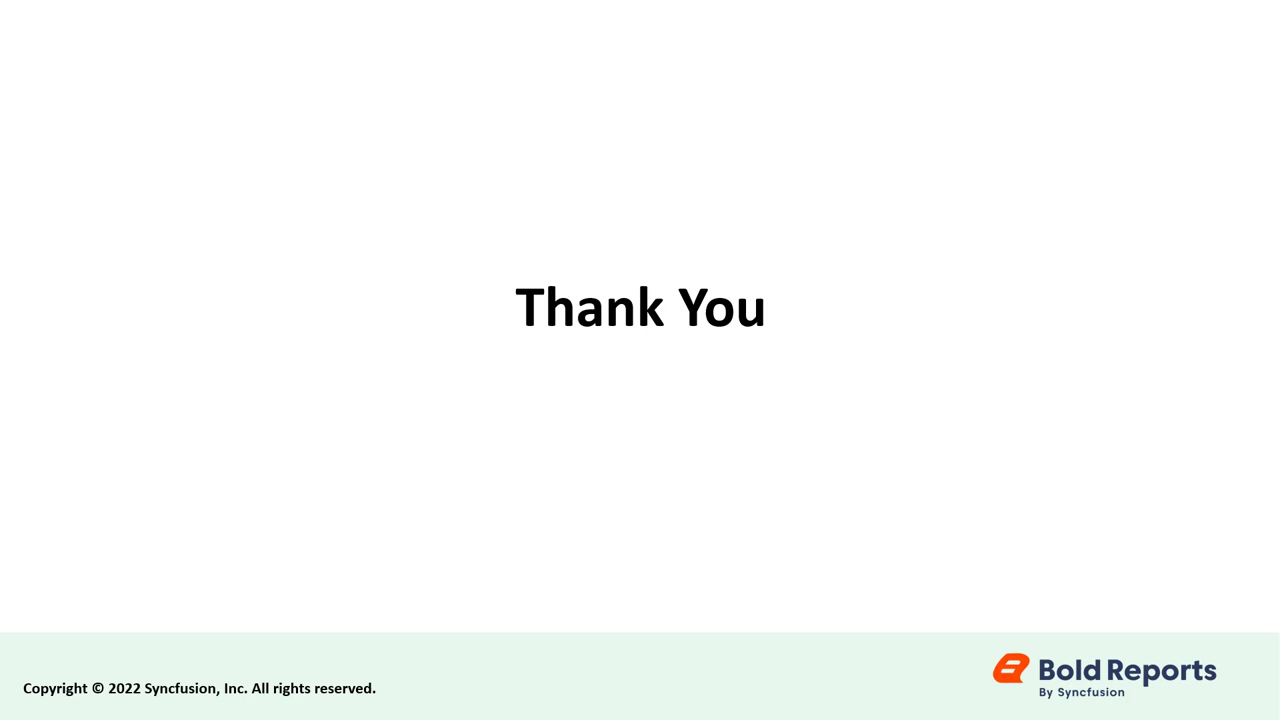 Thank You
Copyright © 2022 Syncfusion, Inc. All rights reserved.
Bold Reports
By Syncfusion